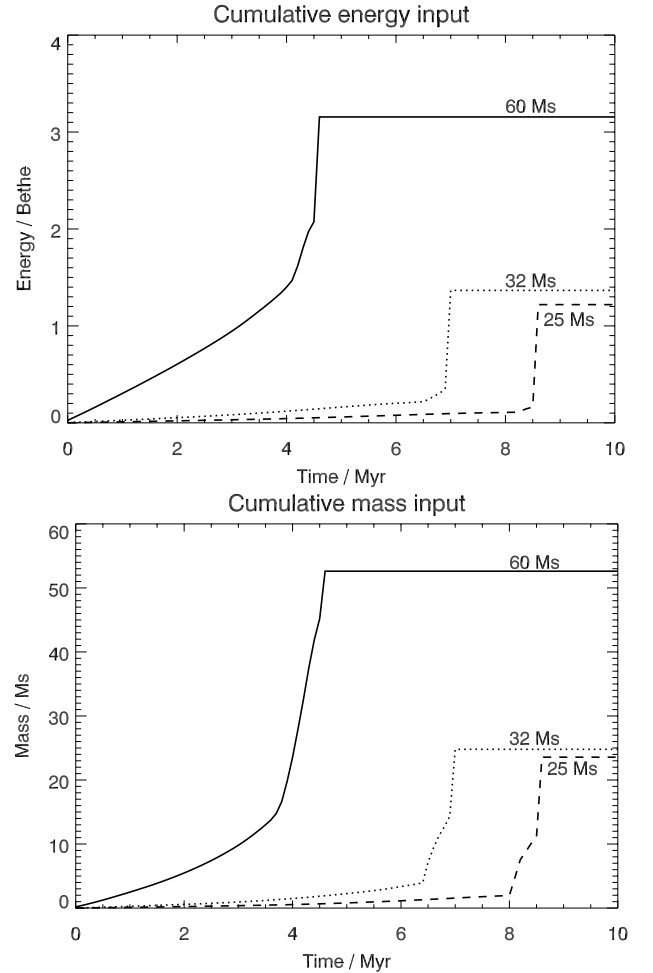 Cumulative energy input
4
3
2
1
0
Energy / Bethe
60 Ms
32 Ms
25 Ms
0 2 4 6 8 10
Time / Myr
Cumulative mass input
60
50
40
30
20
10
0
Mass / Ms
60 Ms
32 Ms
25 Ms
0 2 4 6 8 10
Time / Myr